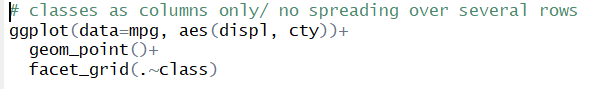 # classes as columns only/ no spreading over several rows
ggplot(data=mpg, aes(displ, cty))+
  geom_point()+
  facet_grid(.~class)